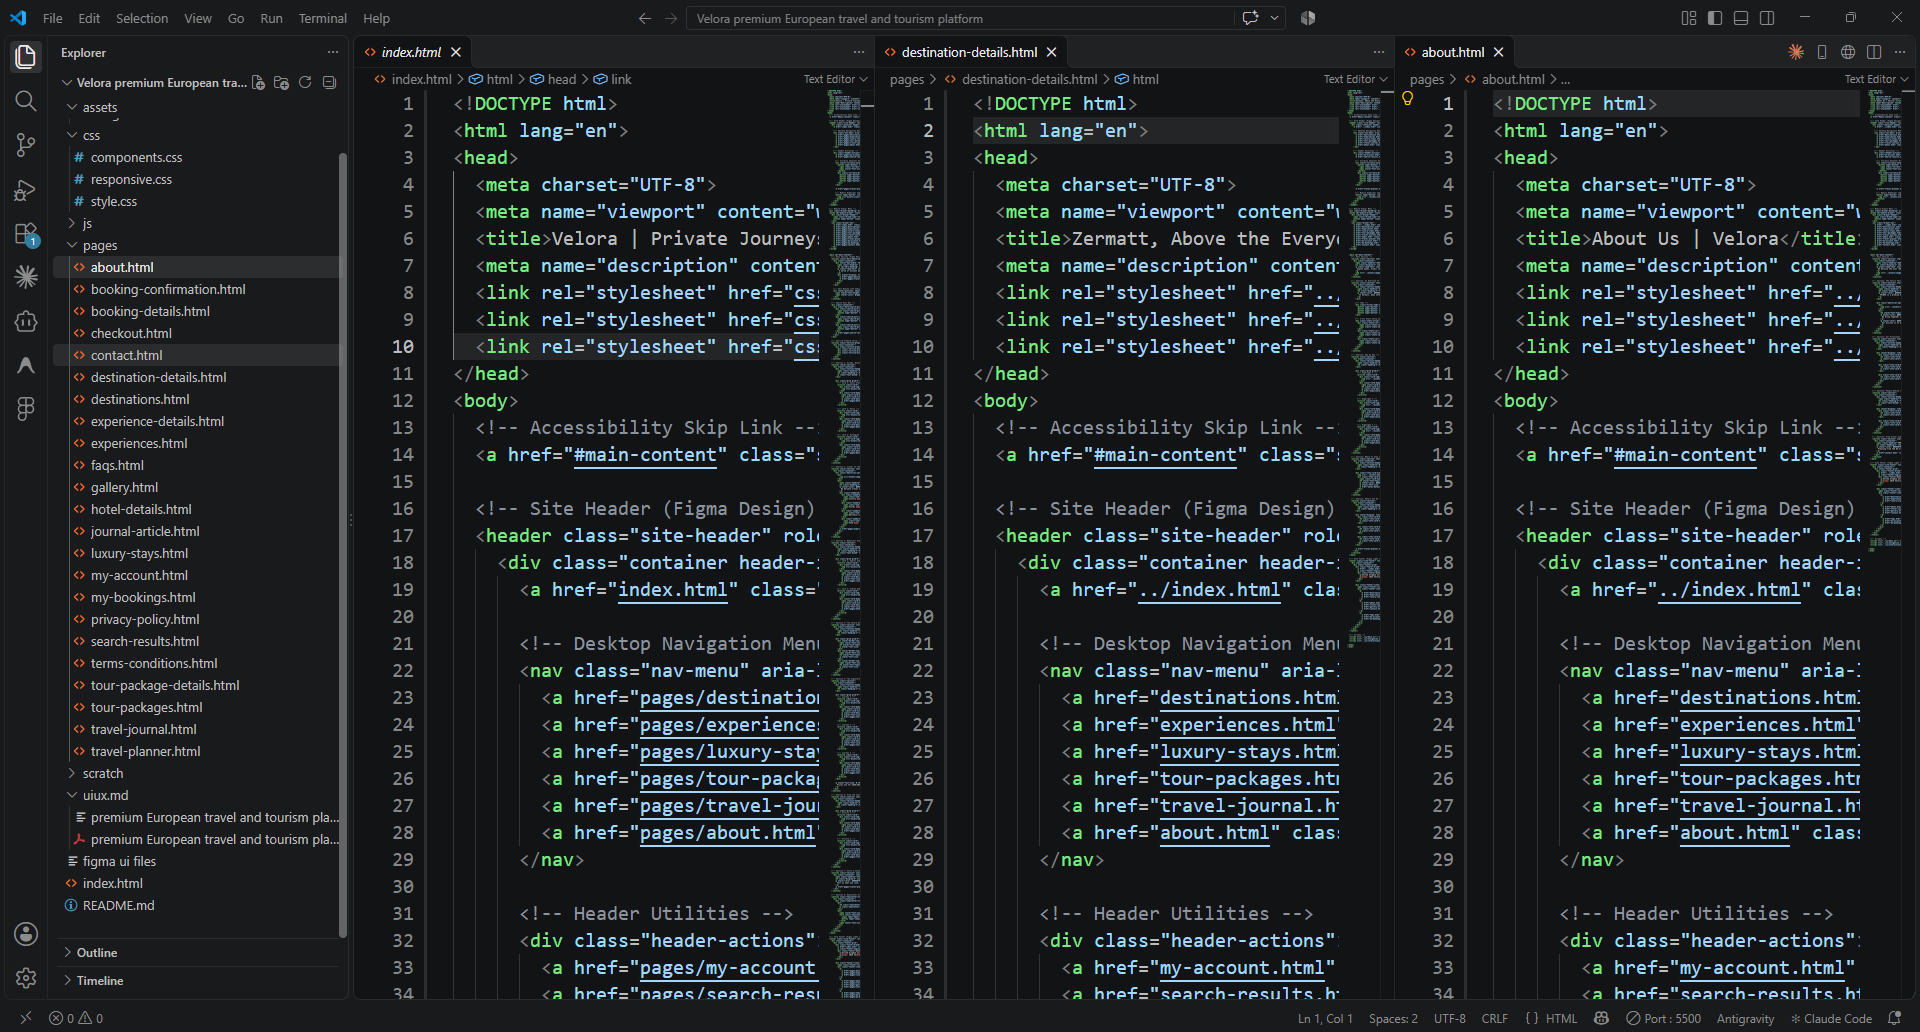 File Edit Selection View Go Run Terminal Help
Velora premium European travel and tourism platform
Explorer
Velora premium European tra...
assets
css
components.css
responsive.css
style.css
js
pages
about.html
booking-confirmation.html
booking-details.html
checkout.html
contact.html
destination-details.html
destinations.html
experience-details.html
experiences.html
faqs.html
gallery.html
hotel-details.html
journal-article.html
luxury-stays.html
my-account.html
my-bookings.html
privacy-policy.html
search-results.html
terms-conditions.html
tour-package-details.html
tour-packages.html
travel-journal.html
travel-planner.html
scratch
uiux.md
premium European travel and tourism pla...
premium European travel and tourism pla...
figma ui files
index.html
README.md
Outline
Timeline
1
index.html
index.html > html > head > link
Text Editor
1 <!DOCTYPE html>
2 <html lang="en">
3 <head>
4 <meta charset="UTF-8">
5 <meta name="viewport" content="
6 <title>Velora | Private Journeys
7 <meta name="description" content
8 <link rel="stylesheet" href="css
9 <link rel="stylesheet" href="css
10 <link rel="stylesheet" href="css
11 </head>
12 <body>
13 <!-- Accessibility Skip Link --
14 <a href="#main-content" class="s
15
16 <!-- Site Header (Figma Design)
17 <header class="site-header" role
18 <div class="container header-
19 <a href="index.html" class="
20
21 <!-- Desktop Navigation Menu
22 <nav class="nav-menu" aria-l
23 <a href="pages/destination
24 <a href="pages/experiences
25 <a href="pages/luxury-stay
26 <a href="pages/tour-packag
27 <a href="pages/travel-jour
28 <a href="pages/about.html"
29 </nav>
30
31 <!-- Header Utilities -->
32 <div class="header-actions"
33 <a href="pages/my-account
34 <a href="pages/search-resu
destination-details.html
pages > destination-details.html > html
Text Editor
1 <!DOCTYPE html>
2 <html lang="en">
3 <head>
4 <meta charset="UTF-8">
5 <meta name="viewport" content="
6 <title>Zermatt, Above the Every
7 <meta name="description" content
8 <link rel="stylesheet" href="../
9 <link rel="stylesheet" href="../
10 <link rel="stylesheet" href="../
11 </head>
12 <body>
13 <!-- Accessibility Skip Link --
14 <a href="#main-content" class="s
15
16 <!-- Site Header (Figma Design)
17 <header class="site-header" role
18 <div class="container header-
19 <a href="../index.html" clas
20
21 <!-- Desktop Navigation Menu
22 <nav class="nav-menu" aria-l
23 <a href="destinations.html
24 <a href="experiences.html"
25 <a href="luxury-stays.html
26 <a href="tour-packages.htm
27 <a href="travel-journal.ht
28 <a href="about.html" class
29 </nav>
30
31 <!-- Header Utilities -->
32 <div class="header-actions"
33 <a href="my-account.html"
34 <a href="search-results.ht
about.html
pages > about.html > ...
Text Editor
1 <!DOCTYPE html>
2 <html lang="en">
3 <head>
4 <meta charset="UTF-8">
5 <meta name="viewport" content="
6 <title>About Us | Velora</title>
7 <meta name="description" content
8 <link rel="stylesheet" href="../
9 <link rel="stylesheet" href="../
10 <link rel="stylesheet" href="../
11 </head>
12 <body>
13 <!-- Accessibility Skip Link --
14 <a href="#main-content" class="s
15
16 <!-- Site Header (Figma Design)
17 <header class="site-header" role
18 <div class="container header-
19 <a href="../index.html" clas
20
21 <!-- Desktop Navigation Menu
22 <nav class="nav-menu" aria-l
23 <a href="destinations.html
24 <a href="experiences.html"
25 <a href="luxury-stays.html
26 <a href="tour-packages.htm
27 <a href="travel-journal.ht
28 <a href="about.html" class
29 </nav>
30
31 <!-- Header Utilities -->
32 <div class="header-actions"
33 <a href="my-account.html"
34 <a href="search-results.ht
0 0
Ln 1, Col 1 Spaces: 2 UTF-8 CRLF {} HTML Port : 5500 Antigravity Claude Code